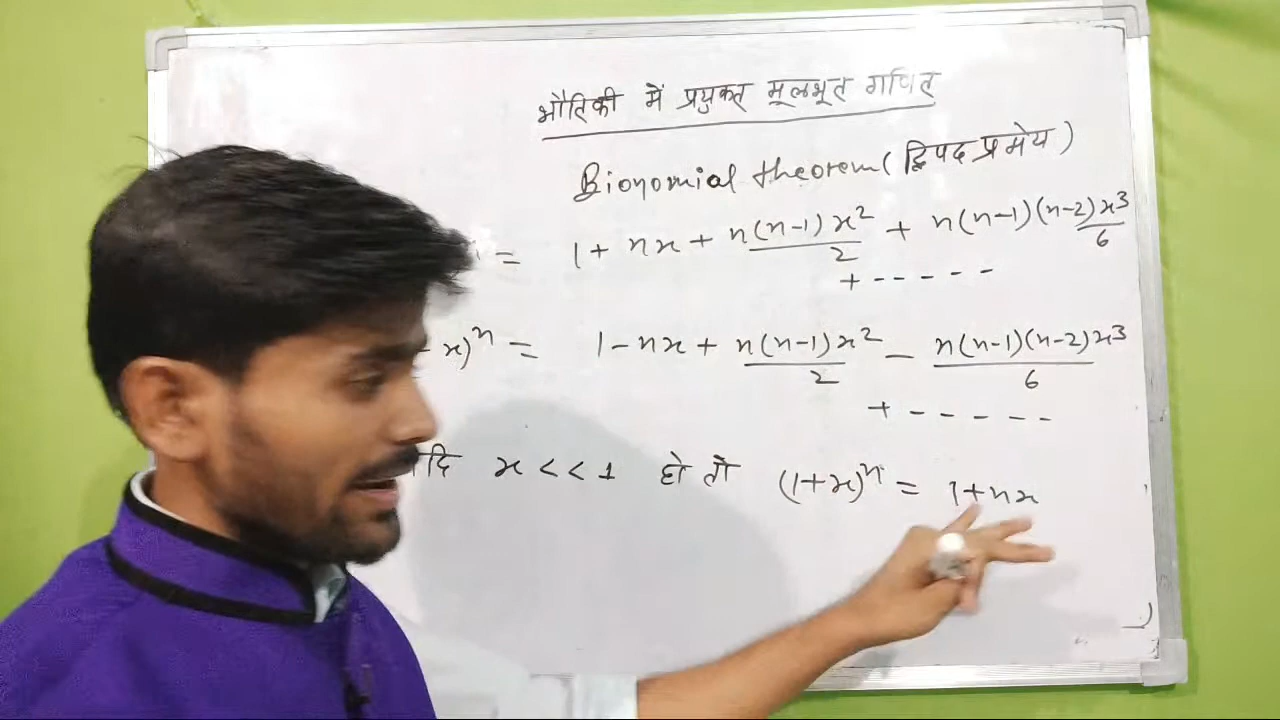 भौतिकी में प्रयुक्त मूलभूत गणित
Bionomial theorem (द्विपद प्रमेय)
= 1 + nx + n(n-1)x²/2 + n(n-1)(n-2)x³/6
+ - - - - -
x)ⁿ = 1 - nx + n(n-1)x²/2 - n(n-1)(n-2)x³/6
+ - - - - -
दि x << 1 हो तो (1+x)ⁿ = 1+nx